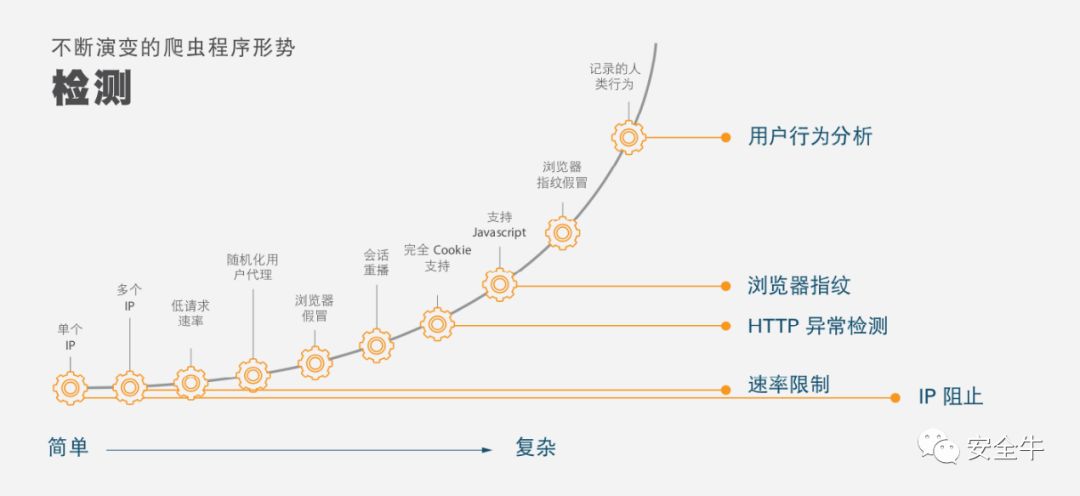 不断演变的爬虫程序形势
检测
单个
IP
多个
IP
低请求
速率
随机化用
户代理
浏览器
假冒
会话
重播
完全 Cookie
支持
支持
Javascript
浏览器
指纹假冒
记录的人
类行为
用户行为分析
浏览器指纹
HTTP 异常检测
速率限制
IP 阻止
简单
复杂
安全牛